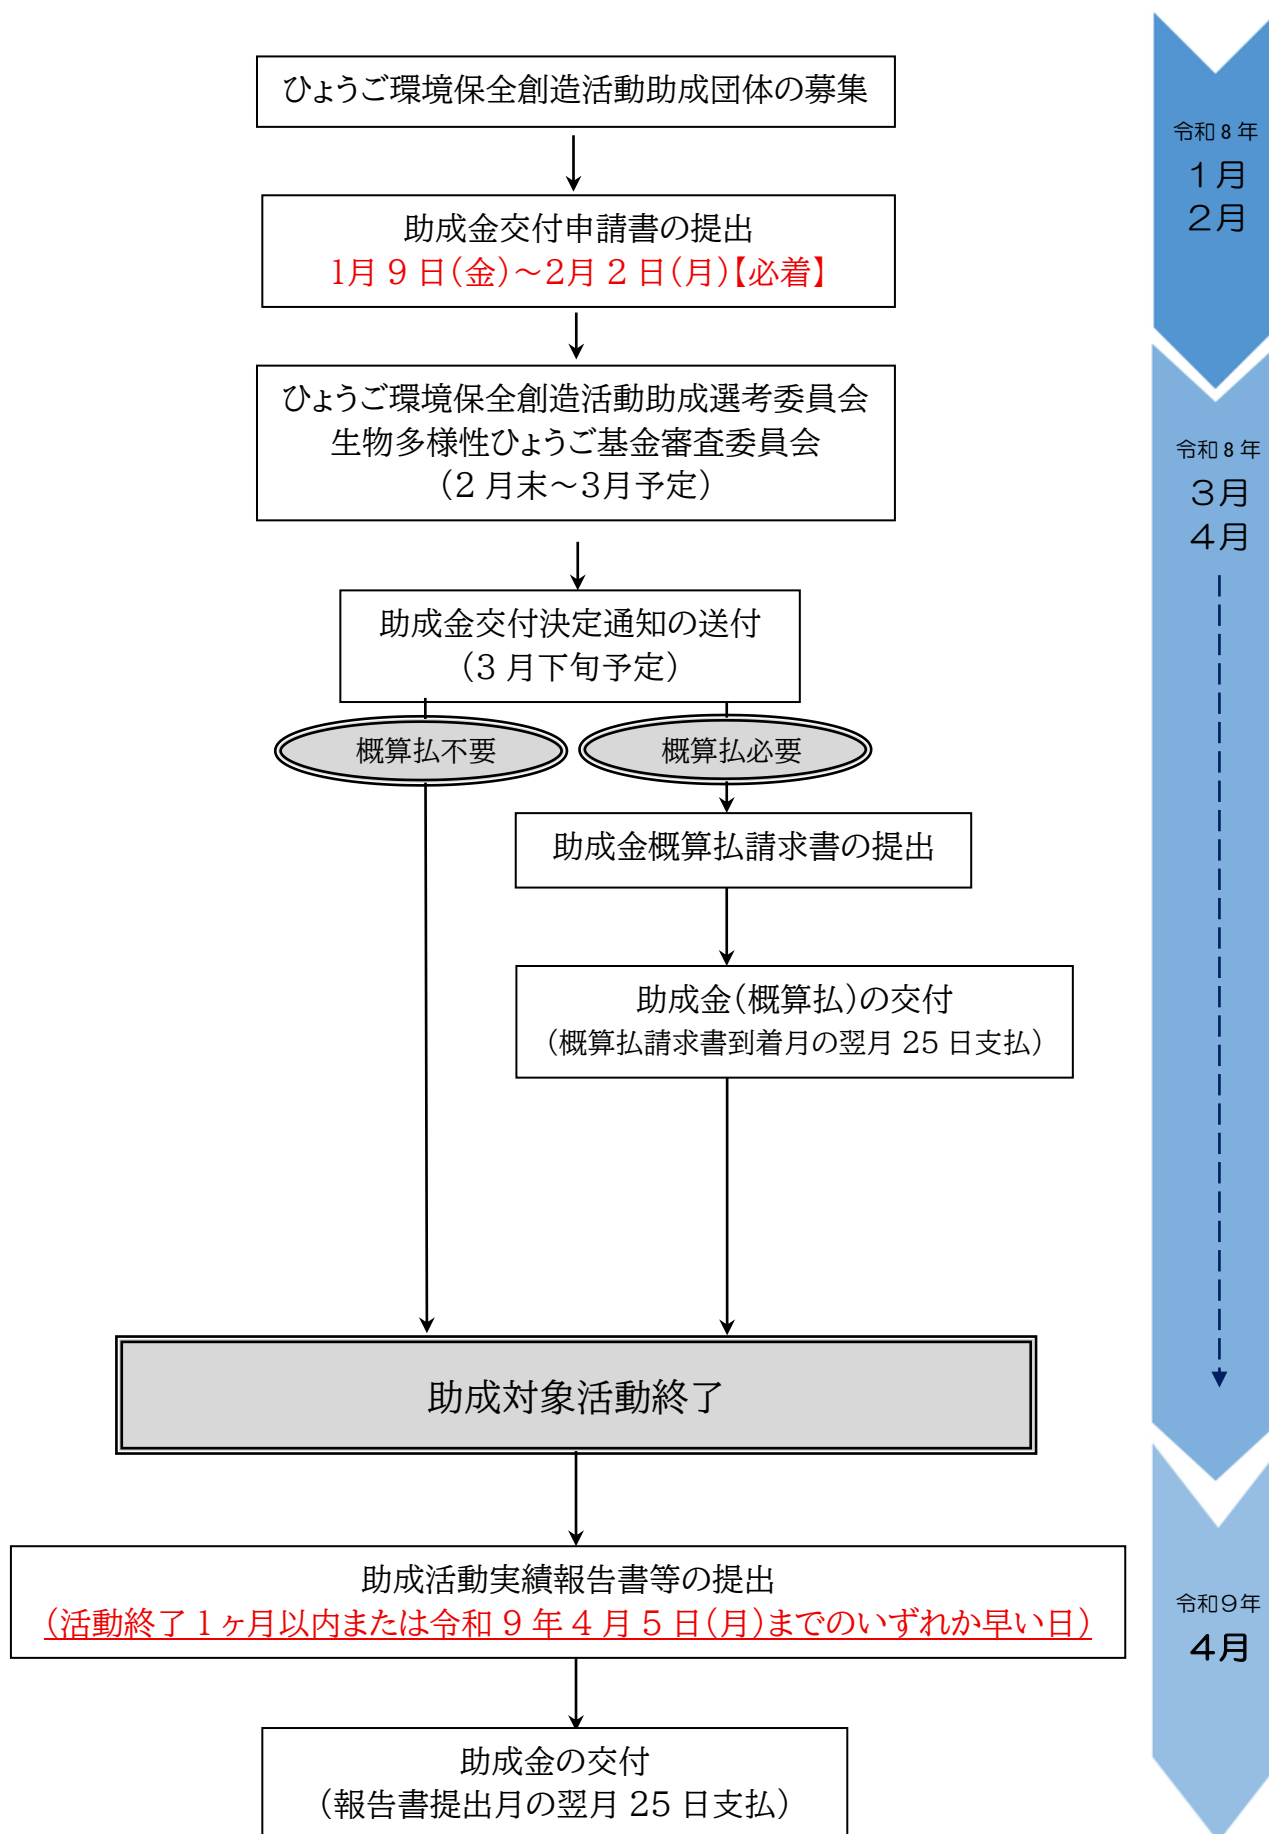 ひょうご環境保全創造活動助成団体の募集
助成金交付申請書の提出
1月 9 日(金)～2月 2 日(月)【必着】
ひょうご環境保全創造活動助成選考委員会
生物多様性ひょうご基金審査委員会
(2 月末～3月予定)
助成金交付決定通知の送付
(3 月下旬予定)
概算払不要
概算払必要
助成金概算払請求書の提出
助成金(概算払)の交付
(概算払請求書到着月の翌月 25 日支払)
助成対象活動終了
助成活動実績報告書等の提出
(活動終了 1 ヶ月以内または令和 9 年 4 月 5 日(月)までのいずれか早い日)
助成金の交付
(報告書提出月の翌月 25 日支払)
令和 8 年
1月
2月
令和 8 年
3月
4月
令和9年
4月